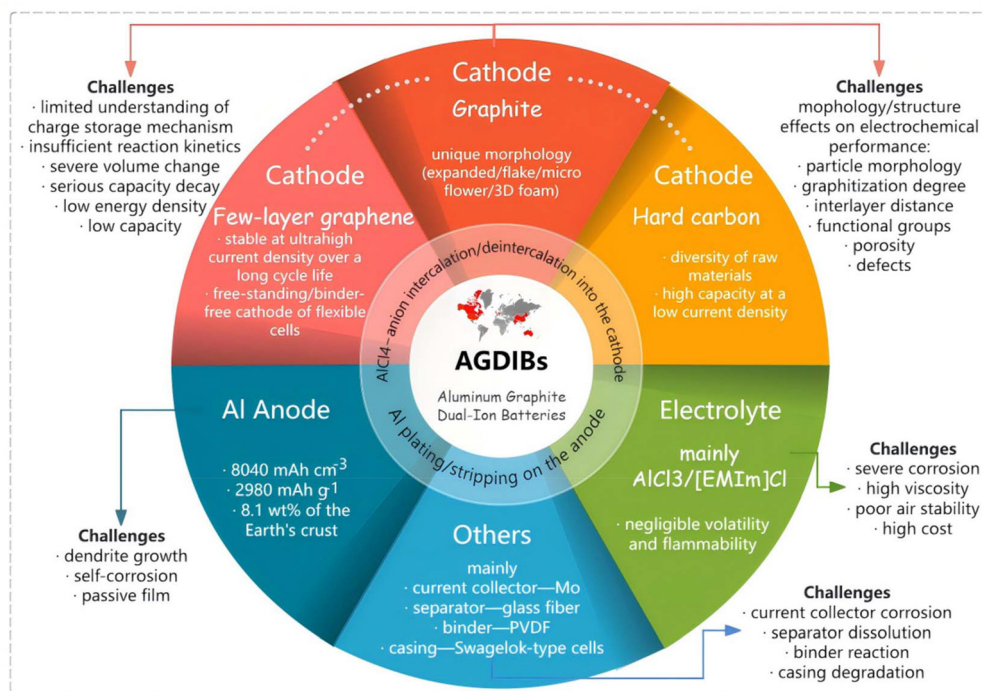 Challenges
· limited understanding of
charge storage mechanism
· insufficient reaction kinetics
· severe volume change
· serious capacity decay
· low energy density
· low capacity
Cathode
Graphite
unique morphology
(expanded/flake/micro
flower/3D foam)
Challenges
mophology/structure
effects on electrochemical
performance:
· particle morphology
· graphitization degree
· interlayer distance
· functional groups
· porosity
· defects
Cathode
Few-layer graphene
· stable at ultrahigh
current density over a
long cycle life
· free-standing/binder-
free cathode of flexible
cells
Cathode
Hard carbon
· diversity of raw
materials
· high capacity at a
low current density
AlCl4−anion intercalation/deintercalation into the cathode
AGDIBs
Aluminum Graphite
Dual-Ion Batteries
Al plating/stripping on the anode
Al Anode
· 8040 mAh cm-3
· 2980 mAh g-1
· 8.1 wt% of the
Earth's crust
Challenges
· dendrite growth
· self-corrosion
· passive film
Electrolyte
mainly
AlCl3/[EMIm]Cl
· negligible volatility
and flammability
Challenges
· severe corrosion
· high viscosity
· poor air stability
· high cost
Others
mainly
· current collector—Mo
· separator—glass fiber
· binder—PVDF
· casing—Swagelok-type cells
Challenges
· current collector corrosion
· separator dissolution
· binder reaction
· casing degradation